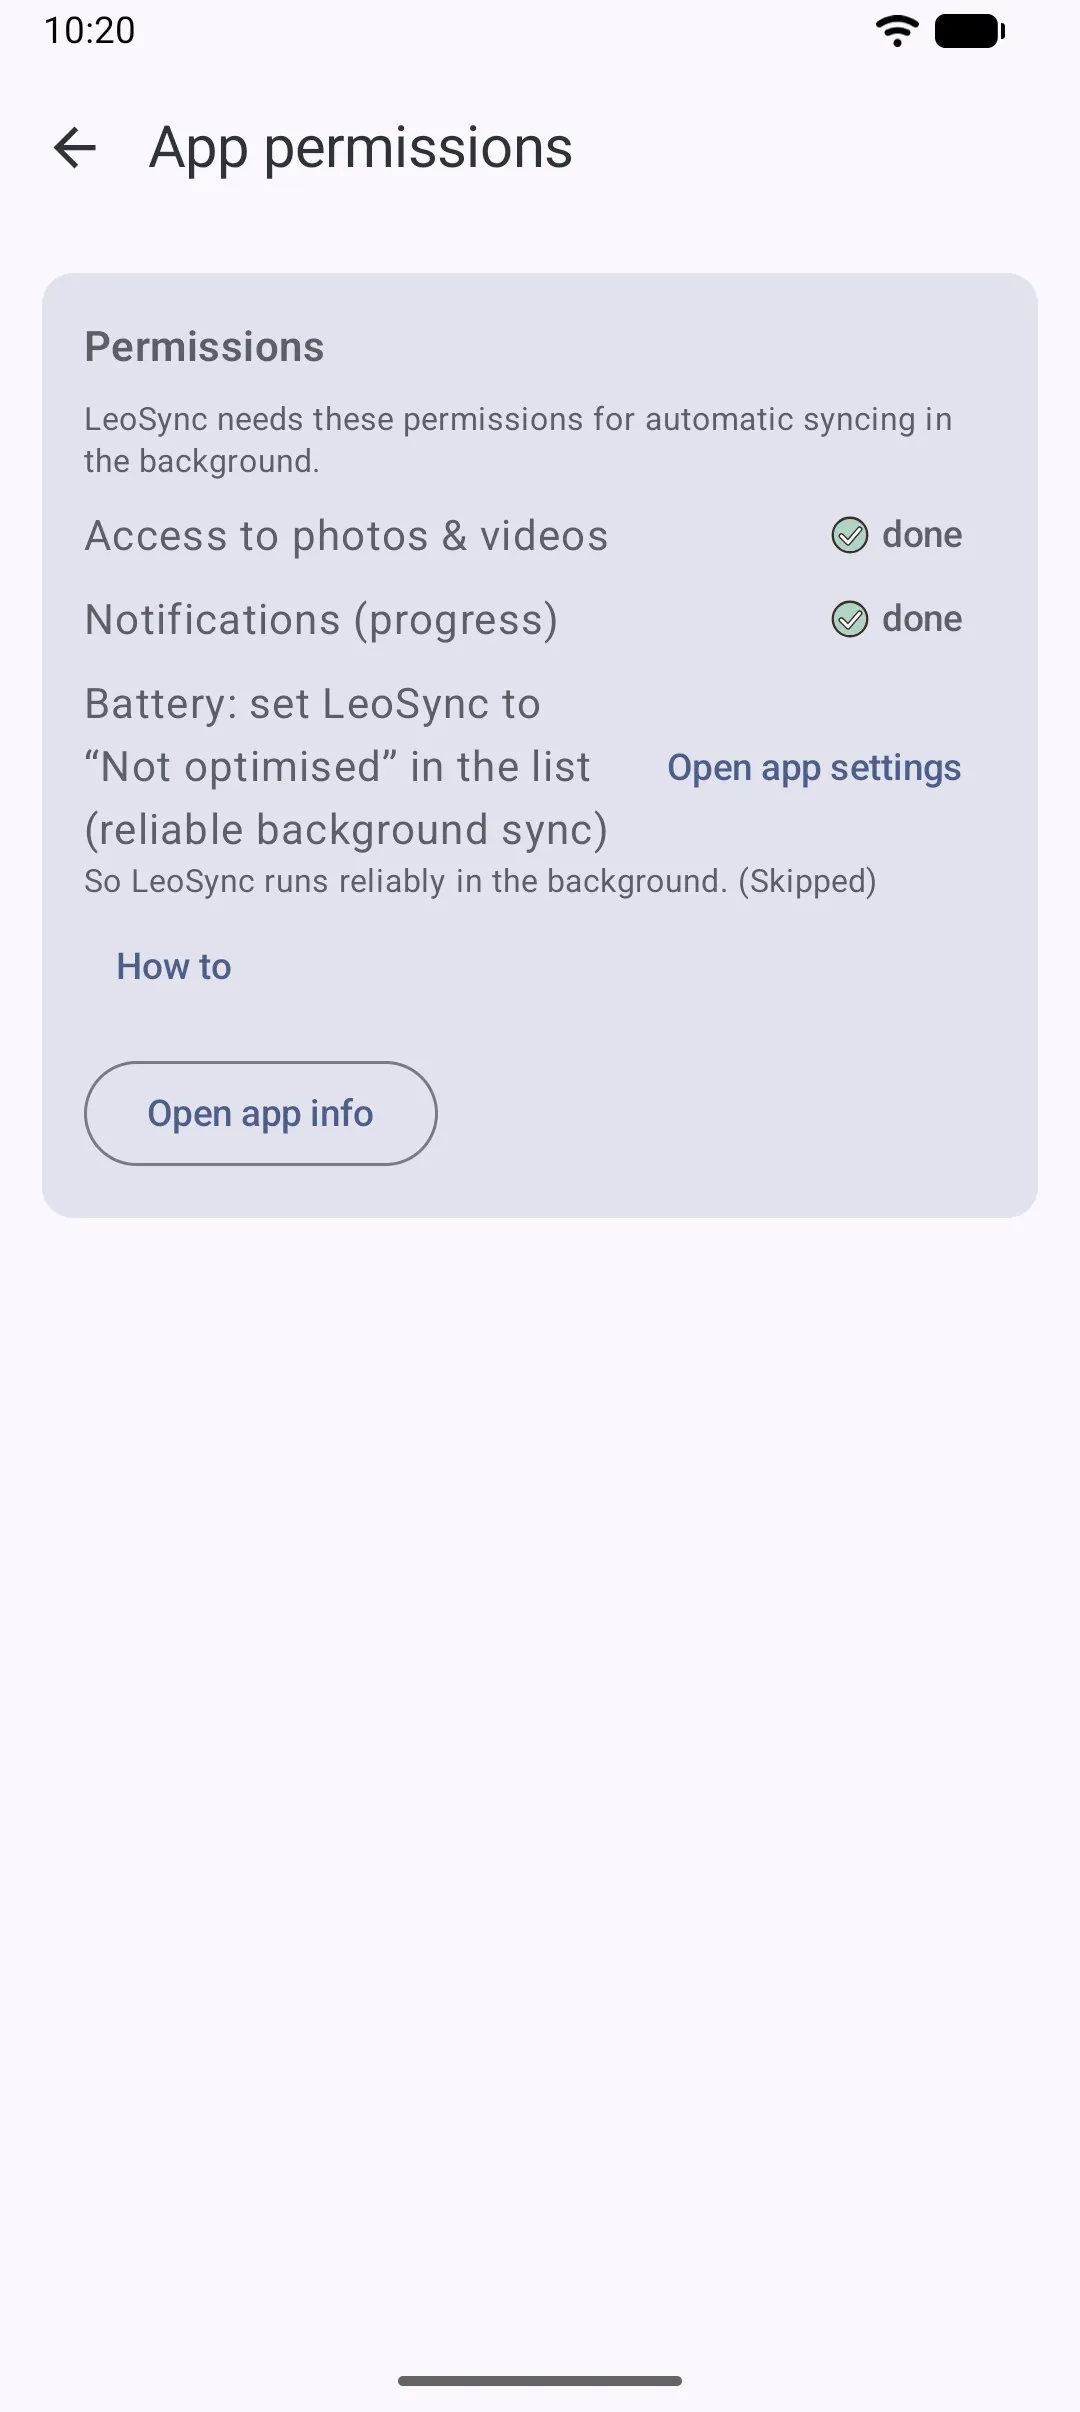 10:20
App permissions
Permissions
LeoSync needs these permissions for automatic syncing in
the background.
Access to photos & videos
done
Notifications (progress)
done
Battery: set LeoSync to
“Not optimised” in the list
(reliable background sync)
Open app settings
So LeoSync runs reliably in the background. (Skipped)
How to
Open app info